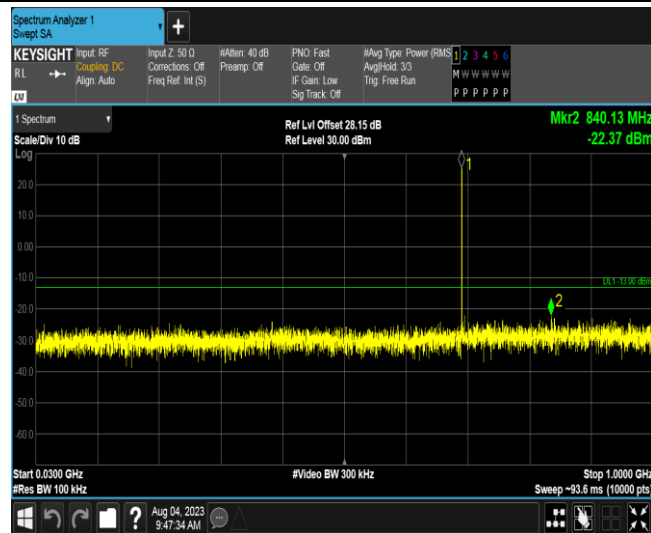 Spectrum Analyzer 1
Swept SA
+
KEYSIGHT
RL
LXI
Input: RF
Coupling: DC
Align: Auto
Input Z: 50 Ω
Corrections: Off
Freq Ref: Int (S)
#Atten: 40 dB
Preamp: Off
PNO: Fast
Gate: Off
IF Gain: Low
Sig Track: Off
#Avg Type: Power (RMS
Avg|Hold: 3/3
Trig: Free Run
1 2 3 4 5 6
M W W W W W
P P P P P P
1 Spectrum
Scale/Div 10 dB
Log
Ref Lvl Offset 28.15 dB
Ref Level 30.00 dBm
Mkr2 840.13 MHz
-22.37 dBm
1
20.0
10.0
0.00
-10.0
DL1 -13.00 dBm
2
-20.0
-30.0
-40.0
-50.0
-60.0
Start 0.0300 GHz
#Res BW 100 kHz
#Video BW 300 kHz
Stop 1.0000 GHz
Sweep ~93.6 ms (10000 pts)
?
Aug 04, 2023
9:47:34 AM